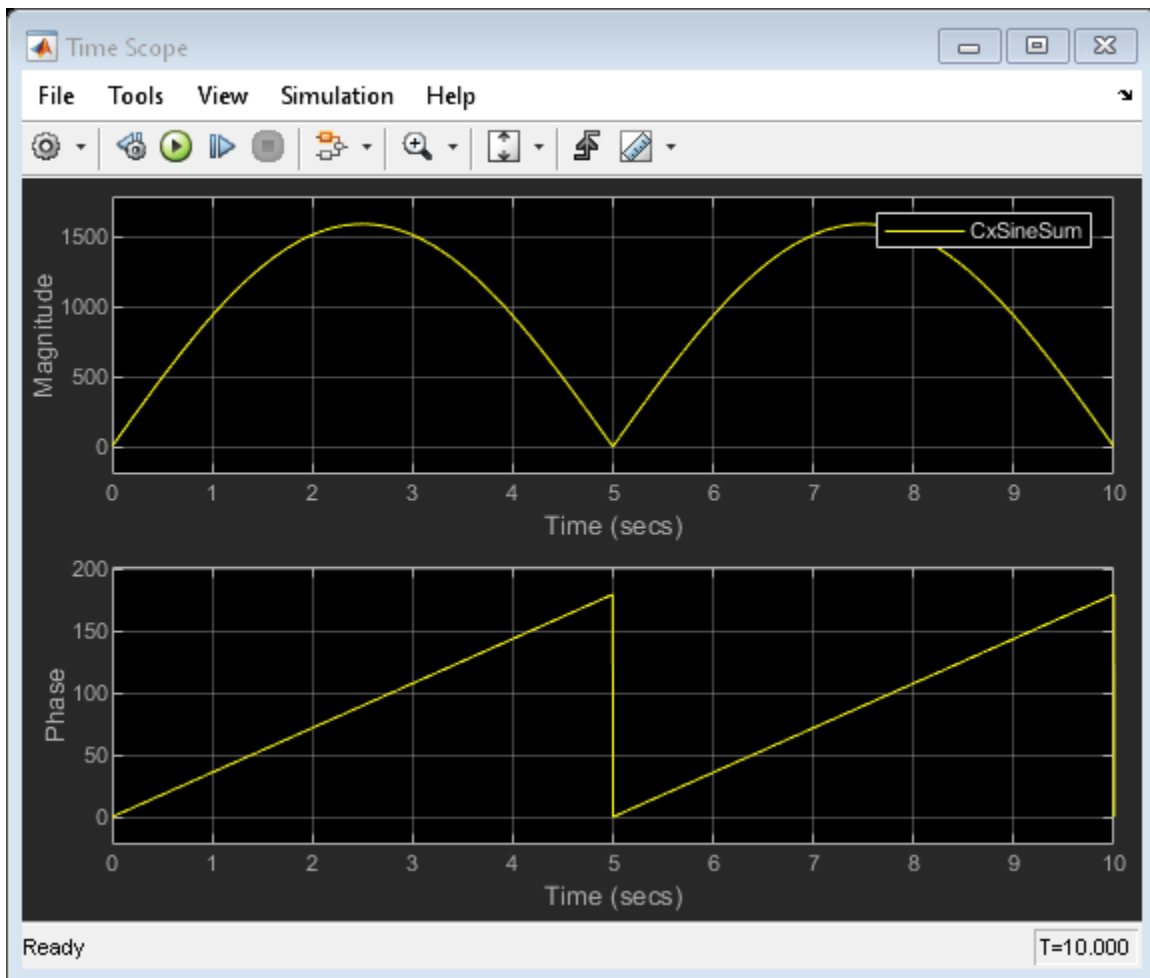 Time Scope
File Tools View Simulation Help
CxSineSum
1500
1000
500
0
Magnitude
0 1 2 3 4 5 6 7 8 9 10
Time (secs)
200
150
100
50
0
Phase
0 1 2 3 4 5 6 7 8 9 10
Time (secs)
Ready T=10.000